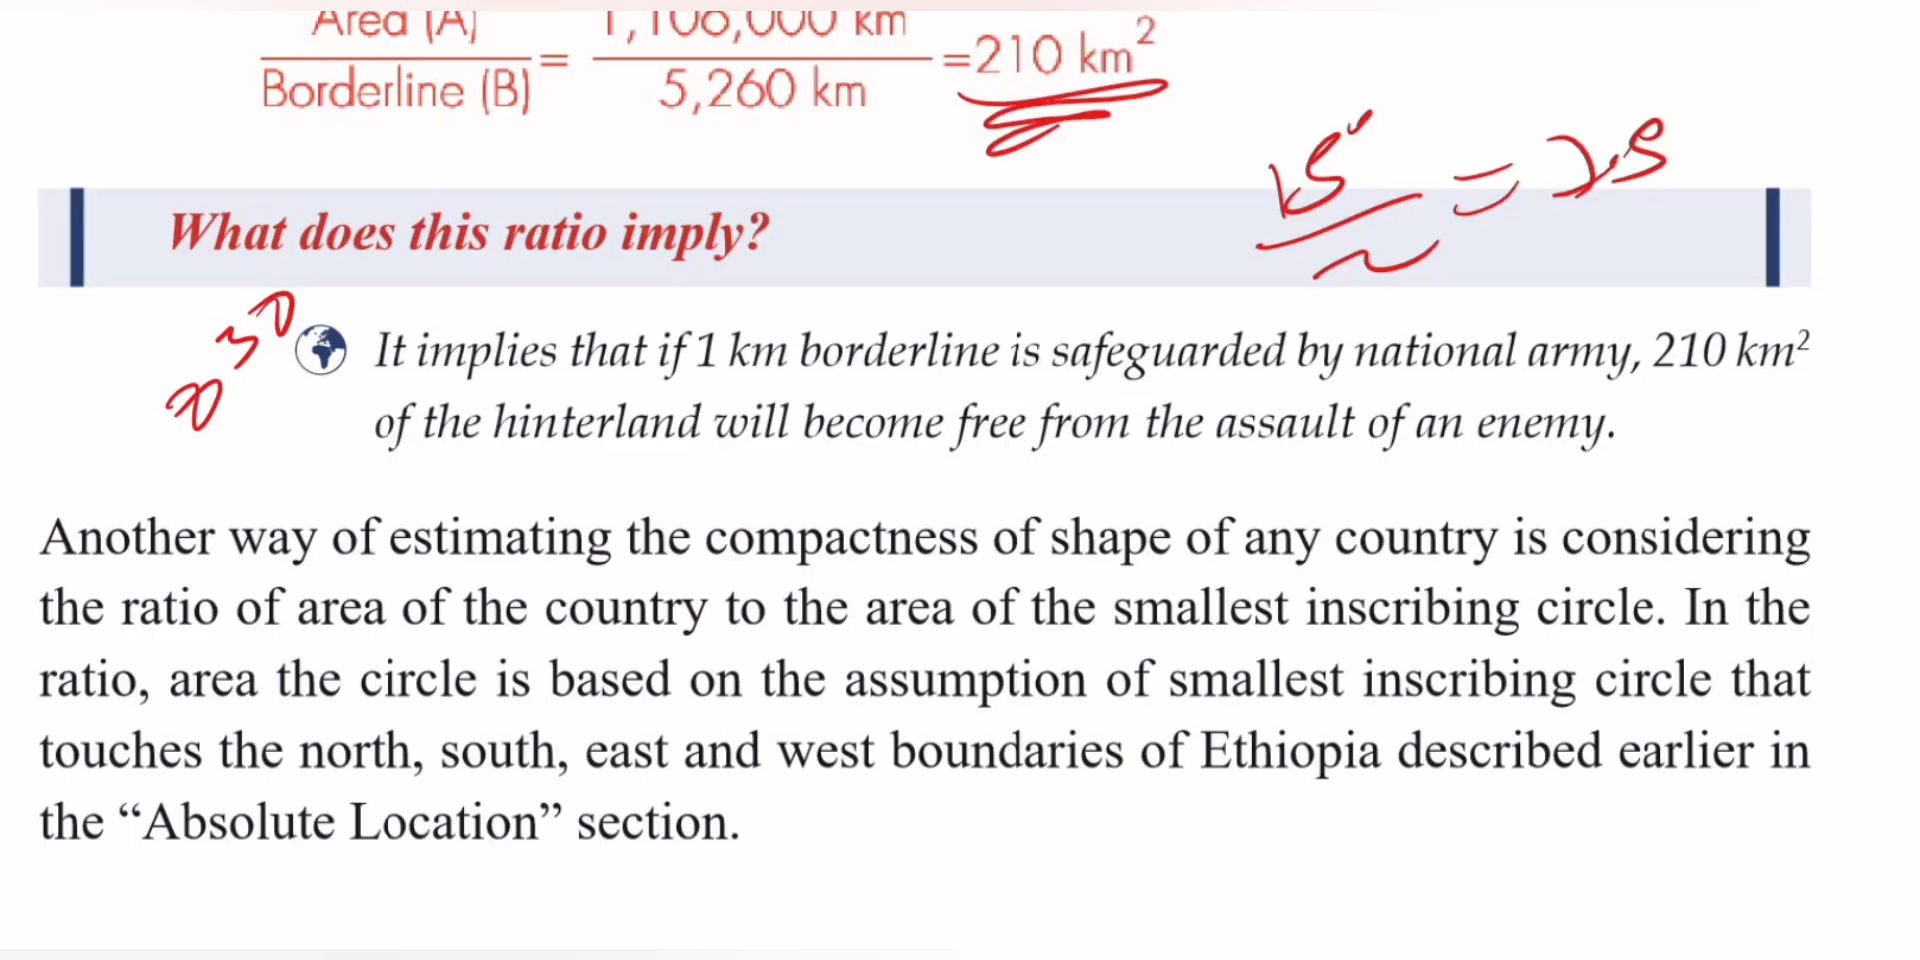 Area (A)
Borderline (B)
=
km
5,260 km
=210 km²
What does this ratio imply?
It implies that if 1 km borderline is safeguarded by national army, 210 km²
of the hinterland will become free from the assault of an enemy.
Another way of estimating the compactness of shape of any country is considering
the ratio of area of the country to the area of the smallest inscribing circle. In the
ratio, area the circle is based on the assumption of smallest inscribing circle that
touches the north, south, east and west boundaries of Ethiopia described earlier in
the “Absolute Location” section.